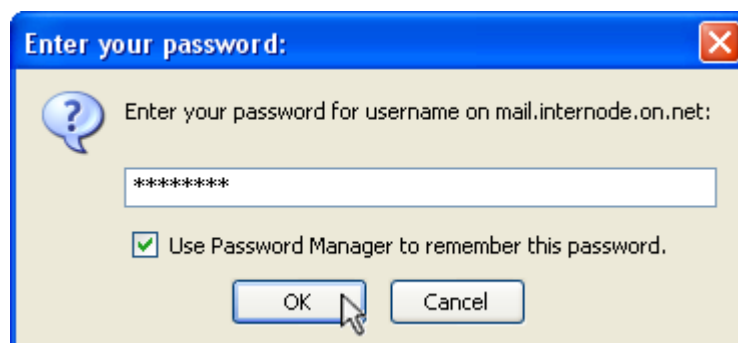 Enter your password:
Enter your password for username on mail.internode.on.net:
********
Use Password Manager to remember this password.
OK Cancel